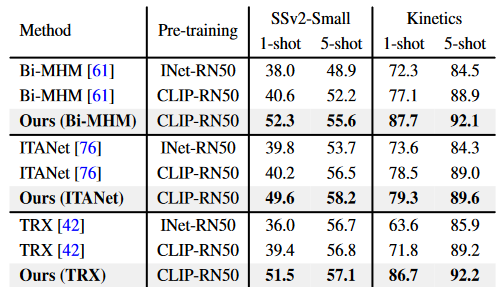 Method Pre-training SSv2-Small Kinetics
1-shot 5-shot 1-shot 5-shot
Bi-MHM [61] INet-RN50 38.0 48.9 72.3 84.5
Bi-MHM [61] CLIP-RN50 40.6 52.2 77.1 88.9
Ours (Bi-MHM) CLIP-RN50 52.3 55.6 87.7 92.1
ITANet [76] INet-RN50 39.8 53.7 73.6 84.3
ITANet [76] CLIP-RN50 40.2 56.5 78.5 89.0
Ours (ITANet) CLIP-RN50 49.6 58.2 79.3 89.6
TRX [42] INet-RN50 36.0 56.7 63.6 85.9
TRX [42] CLIP-RN50 39.4 56.8 71.8 89.2
Ours (TRX) CLIP-RN50 51.5 57.1 86.7 92.2